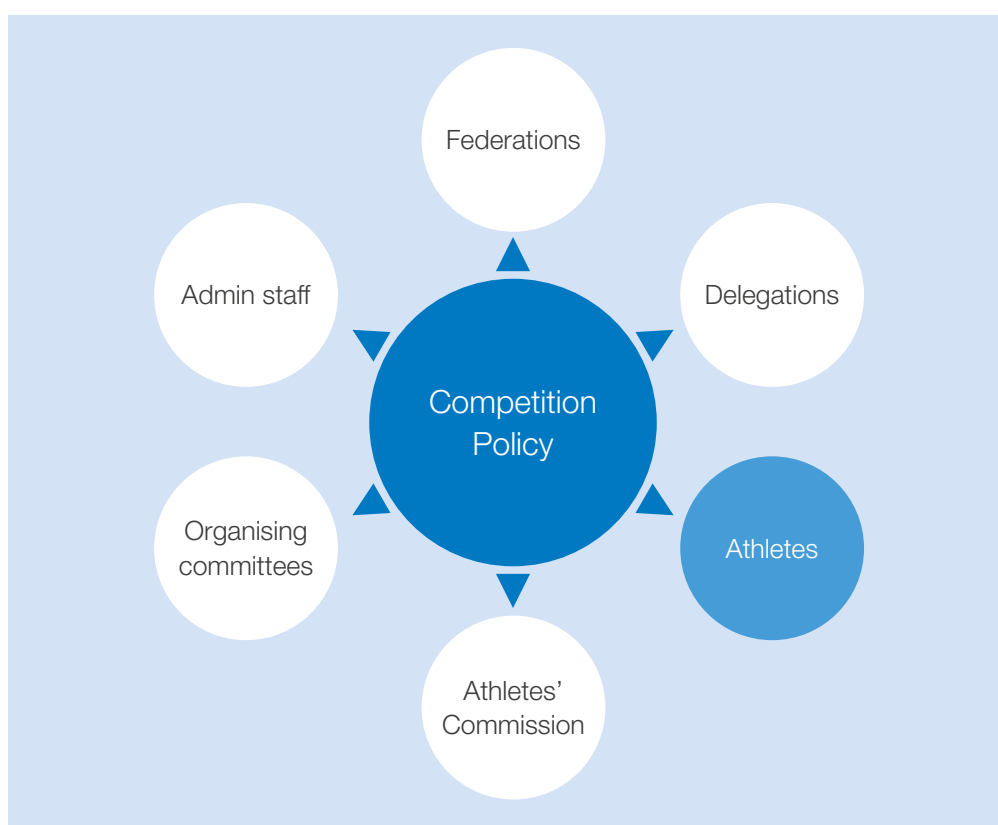 Federations
Admin staff
Delegations
Competition
Policy
Organising
committees
Athletes
Athletes’
Commission